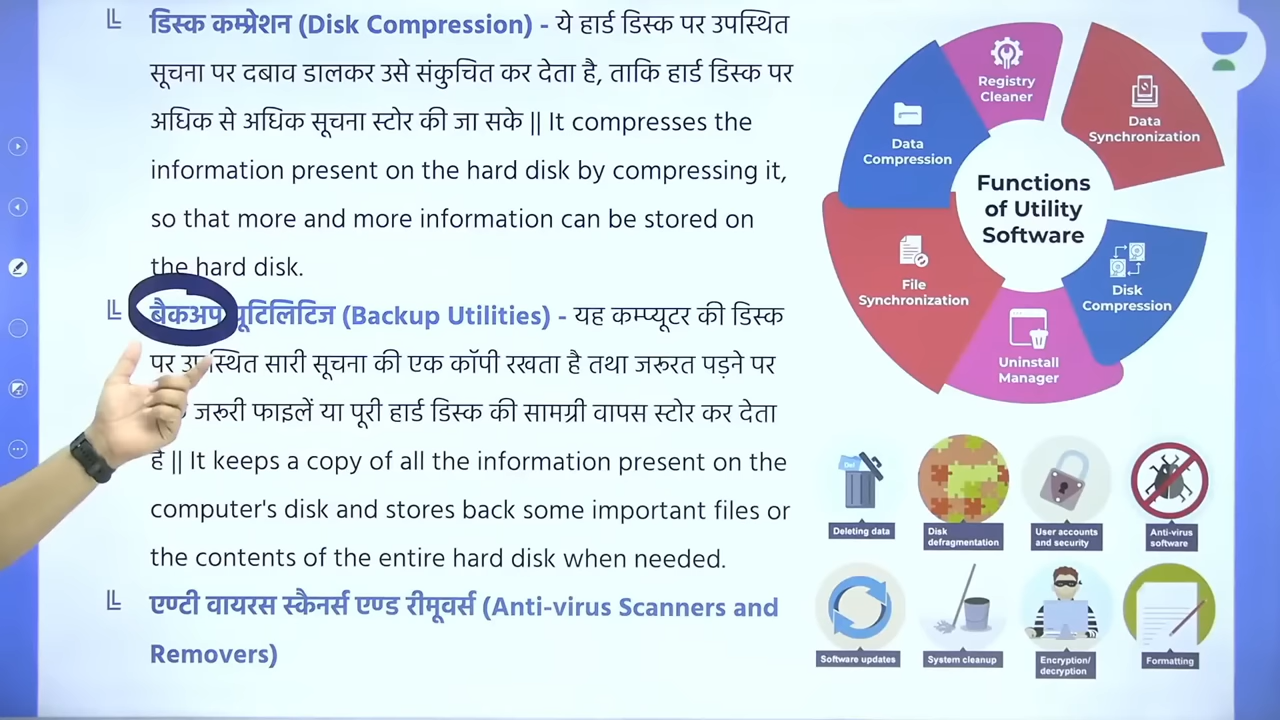 डिस्क कम्प्रेशन (Disk Compression) - ये हार्ड डिस्क पर उपस्थित
सूचना पर दबाव डालकर उसे संकुचित कर देता है, ताकि हार्ड डिस्क पर
अधिक से अधिक सूचना स्टोर की जा सके || It compresses the
information present on the hard disk by compressing it,
so that more and more information can be stored on
the hard disk.
बैकअप यूटिलिटिज (Backup Utilities) - यह कम्प्यूटर की डिस्क
पर उपस्थित सारी सूचना की एक कॉपी रखता है तथा जरूरत पड़ने पर
जरूरी फाइलें या पूरी हार्ड डिस्क की सामग्री वापस स्टोर कर देता
है || It keeps a copy of all the information present on the
computer's disk and stores back some important files or
the contents of the entire hard disk when needed.
एण्टी वायरस स्कैनर्स एण्ड रीमूवर्स (Anti-virus Scanners and
Removers)
Registry
Cleaner
Data
Synchronization
Data
Compression
Functions
of Utility
Software
File
Synchronization
Disk
Compression
Uninstall
Manager
Del
Deleting data
Disk
defragmentation
User accounts
and security
Anti-virus
software
Software updates
System cleanup
Encryption/
decryption
Formatting